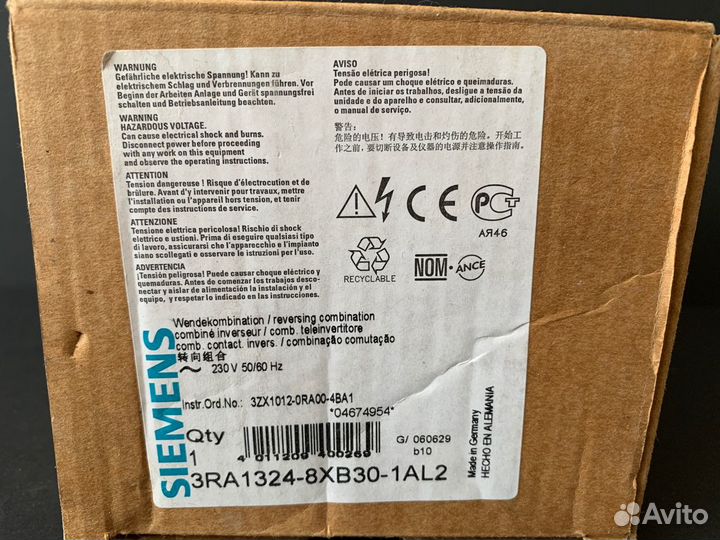 WARNUNG
Gefährliche elektrische Spannung! Kann zu
elektrischem Schlag und Verbrennungen führen. Vor
Beginn der Arbeiten Anlage und Gerät spannungsfrei
schalten und Betriebsanleitung beachten.
WARNING
HAZARDOUS VOLTAGE.
Can cause electrical shock and burns.
Disconnect power before proceeding
with any work on this equipment
and observe the operating instructions.
ATTENTION
Tension dangereuse ! Risque d'électrocution et de
brûlure. Avant d'y intervenir pour travaux, mettre
l'installation ou l'appareil hors tension, et tenir
compte des instructions de service.
ATTENZIONE
Tensione elettrica pericolosa! Rischio di shock
elettrico e ustioni. Prima di eseguire qualsiasi tipo
di lavoro, assicurarsi che l'apparecchio o l'impianto
siano scollegati e osservare le istruzioni per l'uso.
ADVERTENCIA
¡Tensión peligrosa! Puede causar choque eléctrico y
quemaduras. Antes de comenzar los trabajos desco-
nectar y aislar de alimentación la instalación y el
equipo, y respetar lo indicado en las instrucciones.
AVISO
Tensão elétrica perigosa!
Pode causar um choque elétrico e queimaduras.
Antes de iniciar os trabalhos, desligue a tensão da
unidade e do aparelho e consultar, adicionalmente,
o manual de serviço.
警告:
危险的电压! 有导致电击和灼伤的危险。开始工
作之前,要切断设备及仪器的电源并注意操作指南。
CE
РСТ
АЯ46
RECYCLABLE
NOM-ANCE
SIEMENS
Wendekombination / reversing combination
combiné inverseur / comb. teleinvertitore
comb. contact. invers. / combinação comutação
转向组合
~ 230 V 50/60 Hz
Instr.Ord.No.: 3ZX1012-0RA00-4BA1
*04674954*
Qty
1
4 011209 400269
G/ 060629
b10
Made in Germany
HECHO EN ALEMANIA
3RA1324-8XB30-1AL2
Avito